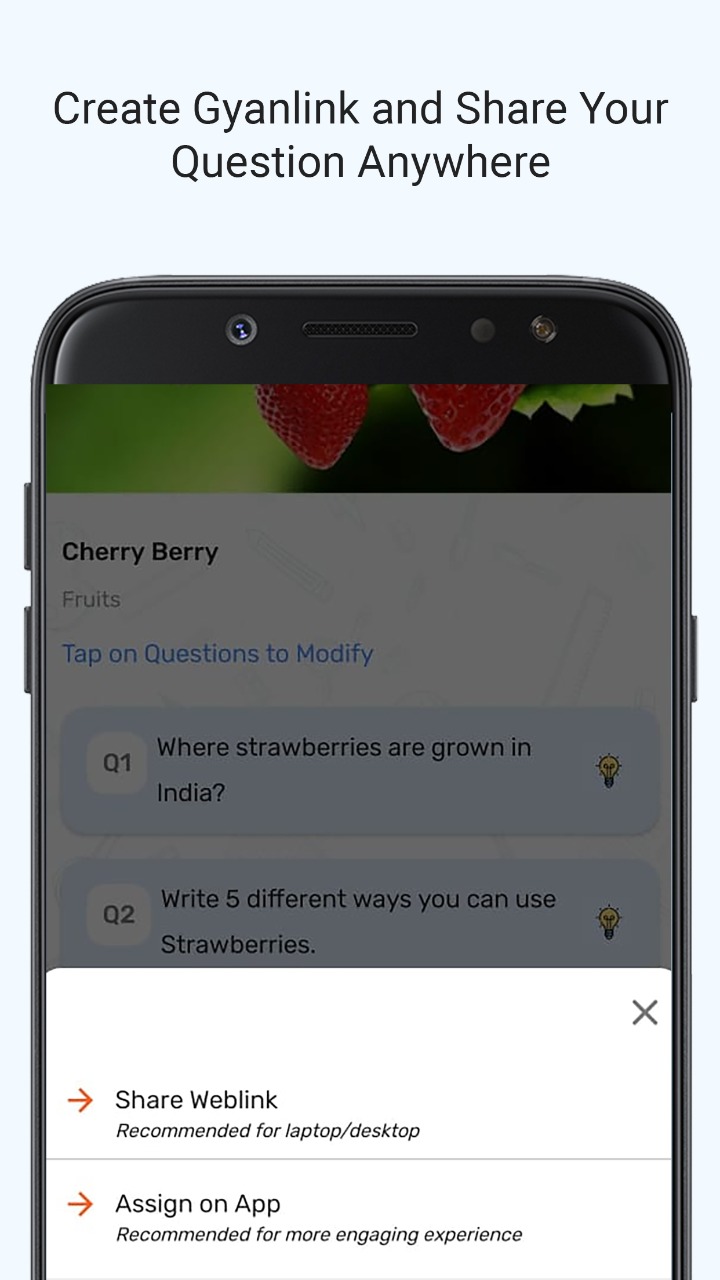 Create Gyanlink and Share Your
Question Anywhere
Cherry Berry
Fruits
Tap on Questions to Modify
Q1
Where strawberries are grown in
India?
Q2
Write 5 different ways you can use
Strawberries.
Share Weblink
Recommended for laptop/desktop
Assign on App
Recommended for more engaging experience